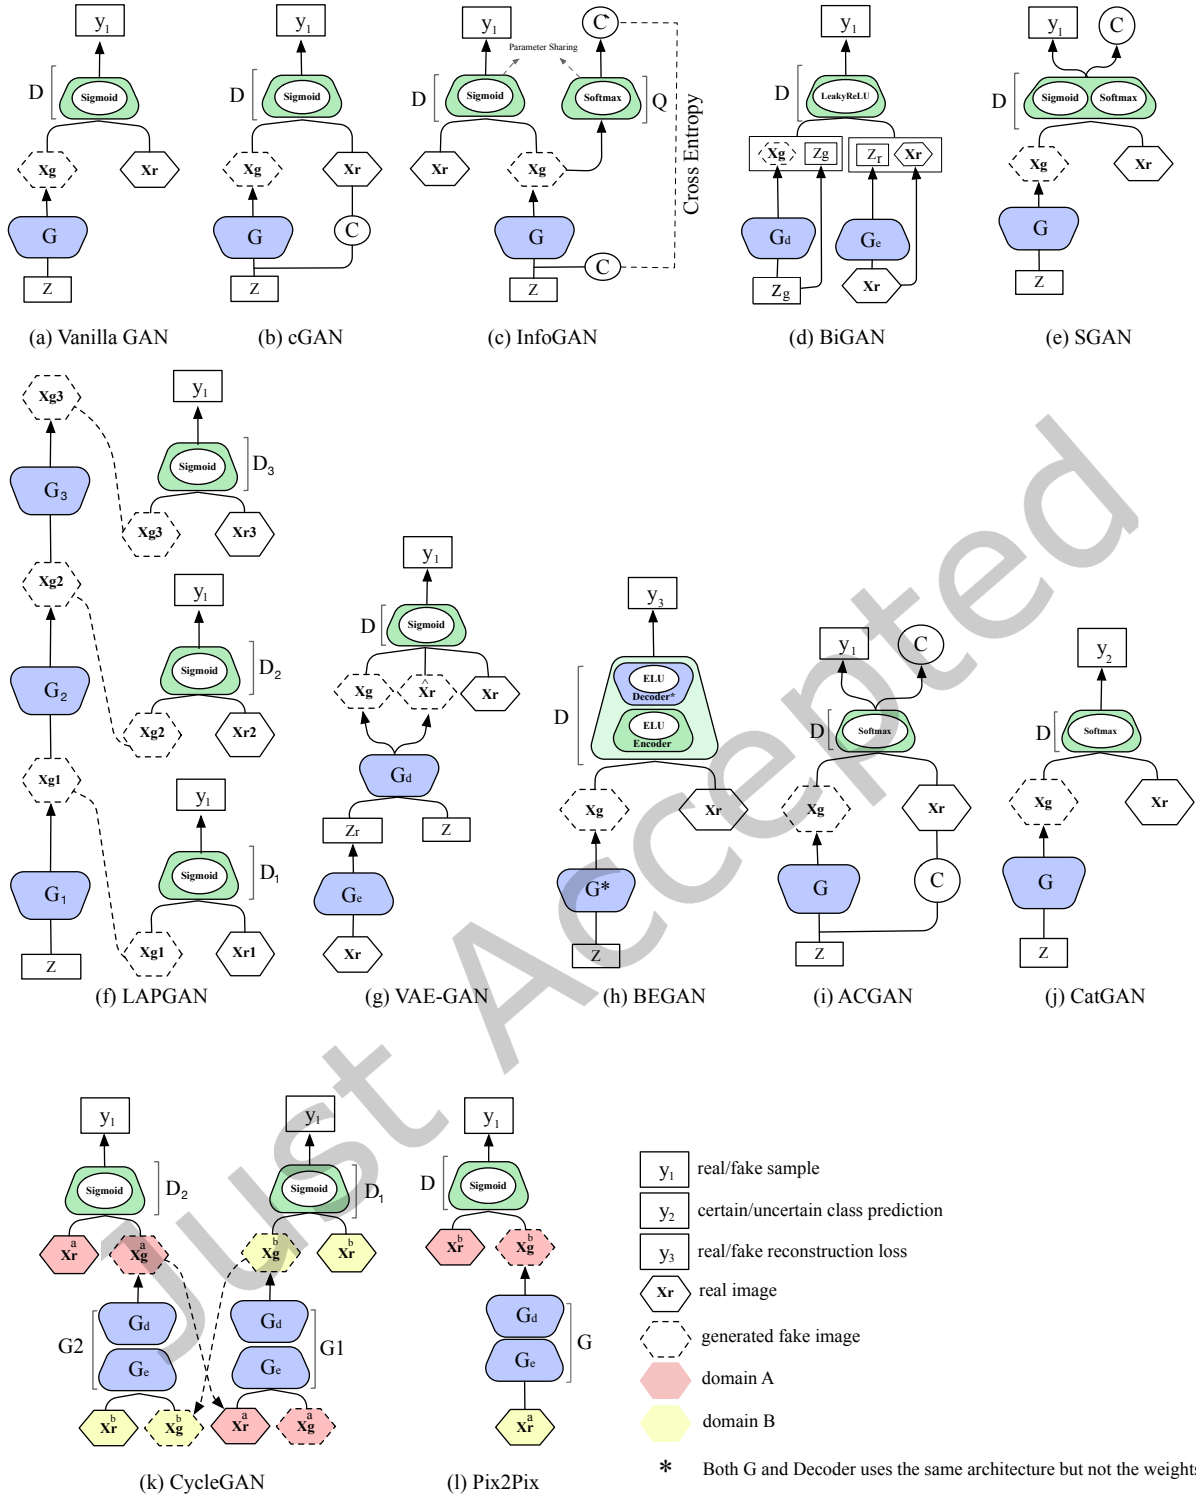 y1
D
Sigmoid
Xg
Xr
G
Z
(a) Vanilla GAN
y1
D
Sigmoid
Xg
Xr
G
C
Z
(b) cGAN
y1
C
Parameter Sharing
D
Sigmoid
Softmax
Q
Xr
Xg
Cross Entropy
G
C
Z
(c) InfoGAN
y1
D
LeakyReLU
Xg
Zg
Zr
Xr
Gd
Ge
Zg
Xr
(d) BiGAN
y1
C
D
Sigmoid
Softmax
Xg
Xr
G
Z
(e) SGAN
Xg3
y1
Sigmoid
D3
G3
Xg3
Xr3
Xg2
y1
Sigmoid
D2
G2
Xg2
Xr2
Xg1
y1
Sigmoid
D1
G1
Xg1
Xr1
Z
(f) LAPGAN
y1
D
Sigmoid
Xg
X̂r
Xr
Gd
Zr
Z
Ge
Xr
(g) VAE-GAN
y3
D
ELU
Decoder*
ELU
Encoder
Xg
Xr
G*
Z
(h) BEGAN
y1
C
D
Softmax
Xg
Xr
G
C
Z
(i) ACGAN
y2
D
Softmax
Xg
Xr
G
Z
(j) CatGAN
y1
Sigmoid
D2
Xr a
Xg a
Gd
G2
Ge
Xr b
Xg b
y1
Sigmoid
D1
Xg b
Xr b
Gd
G1
Ge
Xr a
Xg a
(k) CycleGAN
y1
D
Sigmoid
Xr b
Xg b
Gd
G
Ge
Xr a
(l) Pix2Pix
y1 real/fake sample
y2 certain/uncertain class prediction
y3 real/fake reconstruction loss
Xr real image
generated fake image
domain A
domain B
* Both G and Decoder uses the same architecture but not the weights
Just Accepted